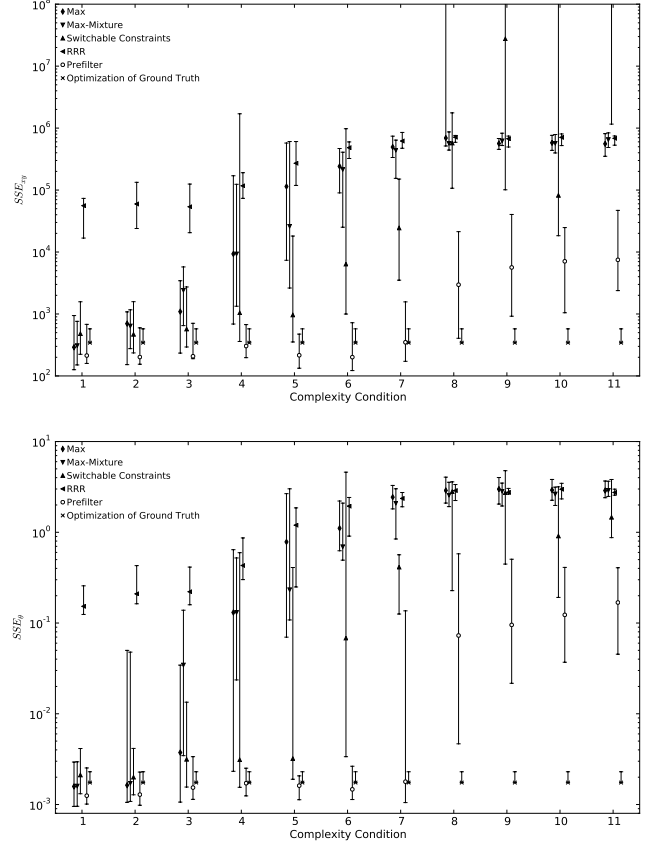 10^8
Max
Max-Mixture
Switchable Constraints
RRR
Prefilter
Optimization of Ground Truth
10^7
10^6
10^5
10^4
10^3
10^2
SSE_xy
1 2 3 4 5 6 7 8 9 10 11
Complexity Condition
10^1
Max
Max-Mixture
Switchable Constraints
RRR
Prefilter
Optimization of Ground Truth
10^0
10^-1
10^-2
10^-3
SSE_θ
1 2 3 4 5 6 7 8 9 10 11
Complexity Condition